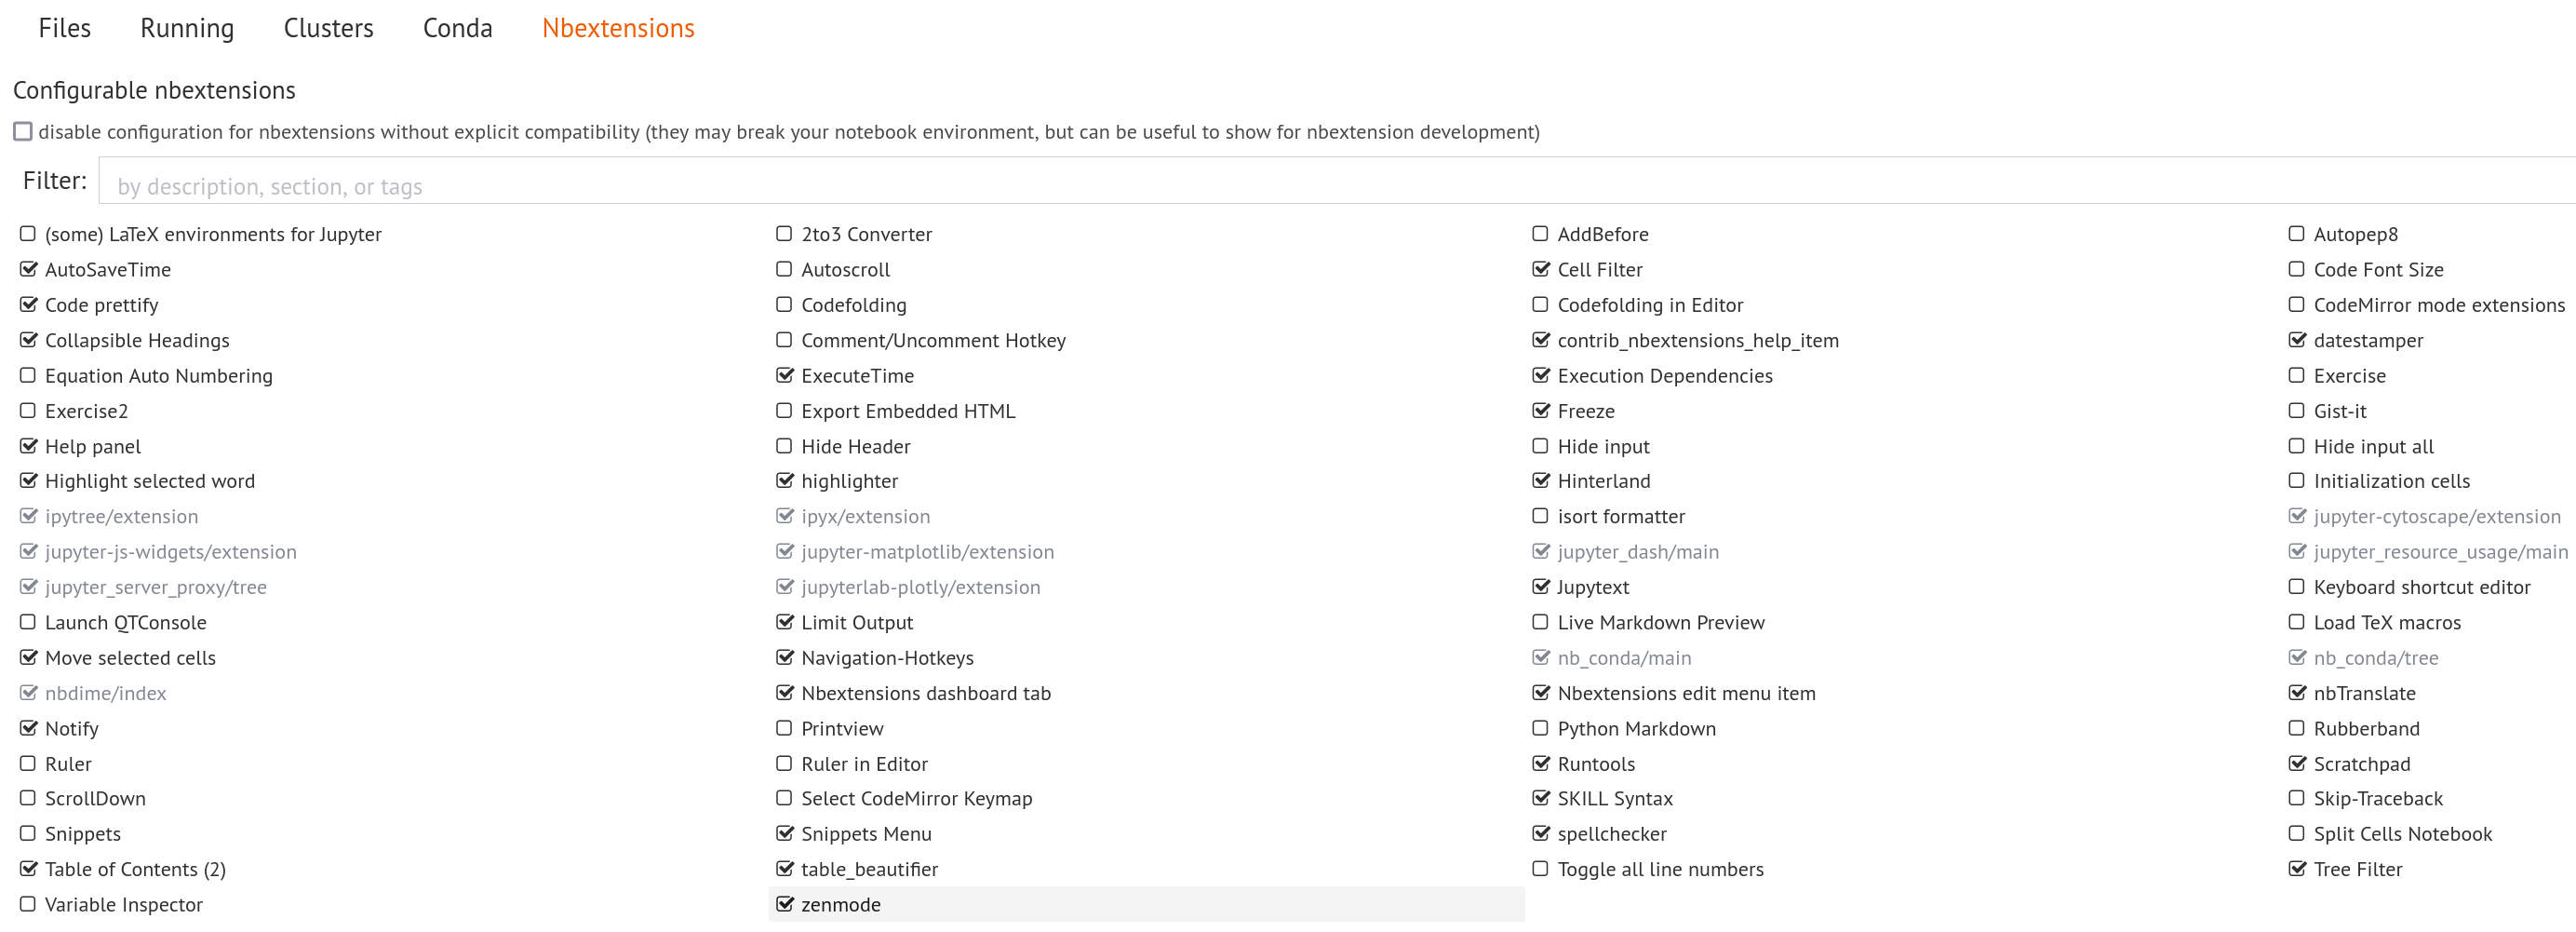 Files Running Clusters Conda Nbextensions
Configurable nbextensions
disable configuration for nbextensions without explicit compatibility (they may break your notebook environment, but can be useful to show for nbextension development)
Filter: by description, section, or tags
(some) LaTeX environments for Jupyter 2to3 Converter AddBefore Autopep8
AutoSaveTime Autoscroll Cell Filter Code Font Size
Code prettify Codefolding Codefolding in Editor CodeMirror mode extensions
Collapsible Headings Comment/Uncomment Hotkey contrib_nbextensions_help_item datestamper
Equation Auto Numbering ExecuteTime Execution Dependencies Exercise
Exercise2 Export Embedded HTML Freeze Gist-it
Help panel Hide Header Hide input Hide input all
Highlight selected word highlighter Hinterland Initialization cells
ipytree/extension ipyx/extension isort formatter jupyter-cytoscape/extension
jupyter-js-widgets/extension jupyter-matplotlib/extension jupyter_dash/main jupyter_resource_usage/main
jupyter_server_proxy/tree jupyterlab-plotly/extension Jupytext Keyboard shortcut editor
Launch QTConsole Limit Output Live Markdown Preview Load TeX macros
Move selected cells Navigation-Hotkeys nb_conda/main nb_conda/tree
nbdime/index Nbextensions dashboard tab Nbextensions edit menu item nbTranslate
Notify Printview Python Markdown Rubberband
Ruler Ruler in Editor Runtools Scratchpad
ScrollDown Select CodeMirror Keymap SKILL Syntax Skip-Traceback
Snippets Snippets Menu spellchecker Split Cells Notebook
Table of Contents (2) table_beautifier Toggle all line numbers Tree Filter
Variable Inspector zenmode